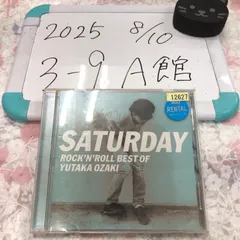 2025 8/10
3-9 A館
SATURDAY
ROCK'N'ROLL BEST OF
YUTAKA OZAKI
12627
RENTAL